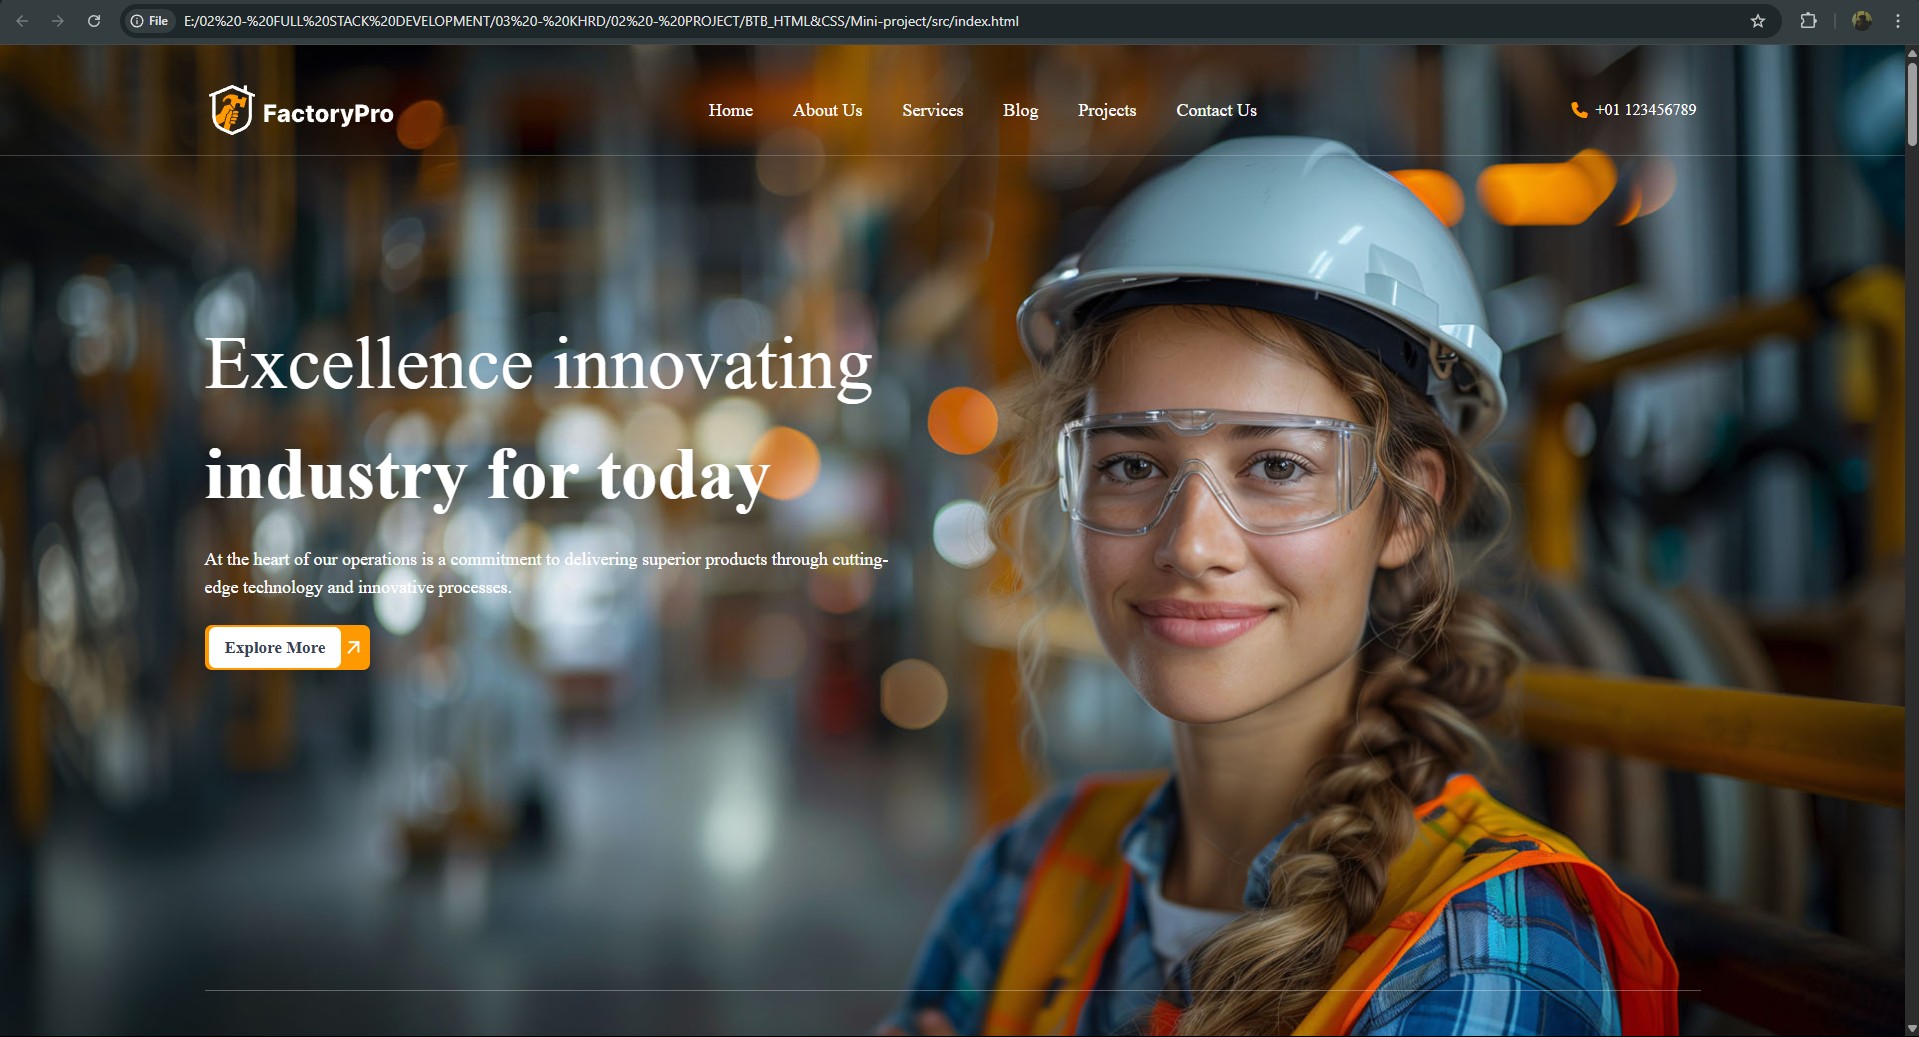 File
E:/02%20-%20FULL%20STACK%20DEVELOPMENT/03%20-%20KHRD/02%20-%20PROJECT/BTB_HTML&CSS/Mini-project/src/index.html
FactoryPro
Home
About Us
Services
Blog
Projects
Contact Us
+01 123456789
Excellence innovating
industry for today
At the heart of our operations is a commitment to delivering superior products through cutting-
edge technology and innovative processes.
Explore More